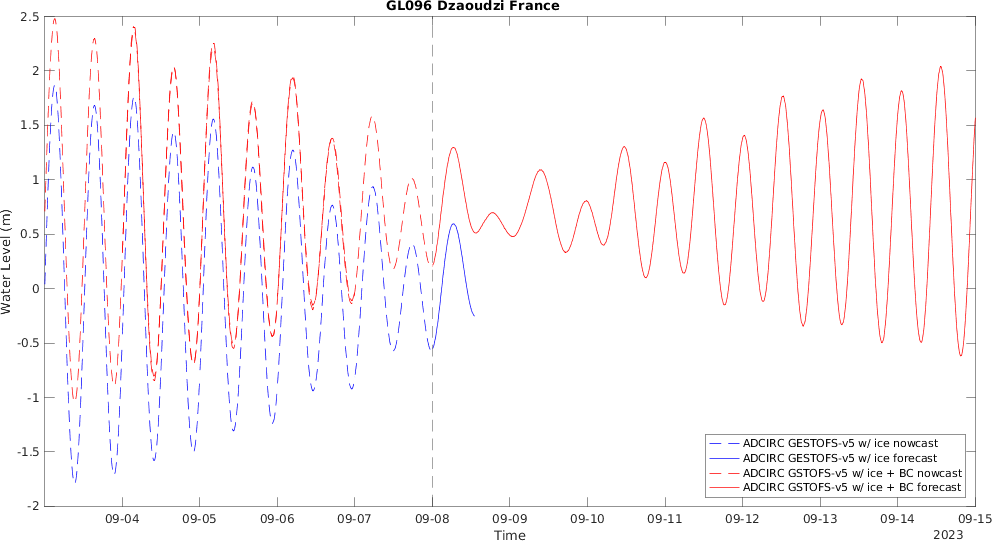 GL096 Dzaoudzi France
Water Level (m)
2.5
2
1.5
1
0.5
0
-0.5
-1
-1.5
-2
ADCIRC GESTOFS-v5 w/ ice nowcast
ADCIRC GESTOFS-v5 w/ ice forecast
ADCIRC GSTOFS-v5 w/ ice + BC nowcast
ADCIRC GSTOFS-v5 w/ ice + BC forecast
09-04 09-05 09-06 09-07 09-08 09-09 09-10 09-11 09-12 09-13 09-14 09-15
Time
2023